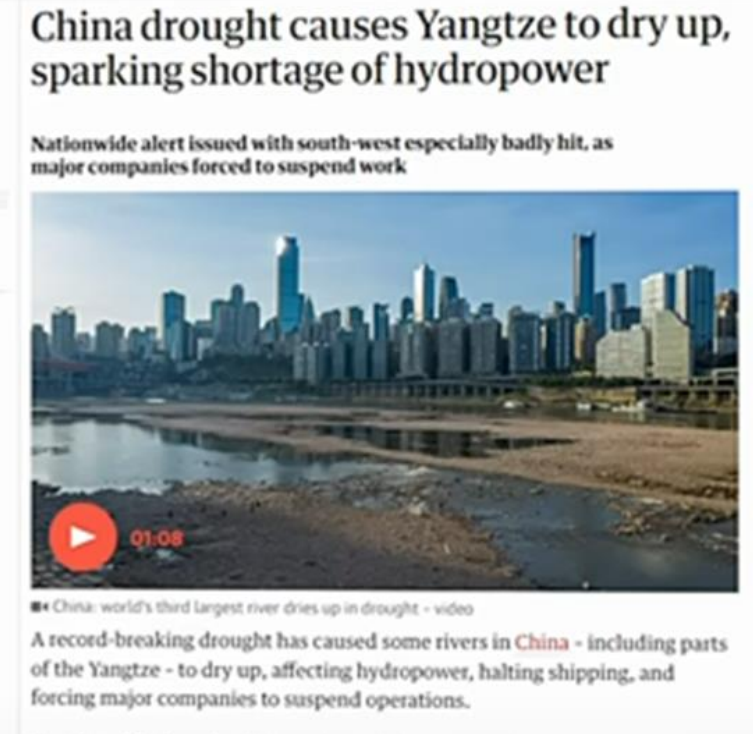 China drought causes Yangtze to dry up,
sparking shortage of hydropower
Nationwide alert issued with south-west especially badly hit, as
major companies forced to suspend work
01:08
China: world's third largest river dries up in drought - video
A record-breaking drought has caused some rivers in China - including parts
of the Yangtze - to dry up, affecting hydropower, halting shipping, and
forcing major companies to suspend operations.